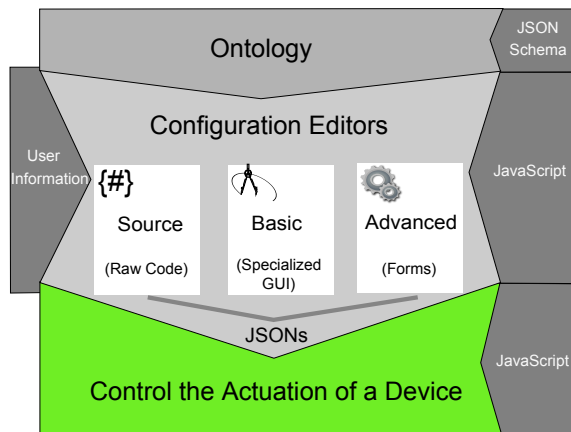 Ontology
JSON
Schema
Configuration Editors
User
Information
JavaScript
{#}
Source
(Raw Code)
Basic
(Specialized
GUI)
Advanced
(Forms)
JSONs
Control the Actuation of a Device
JavaScript